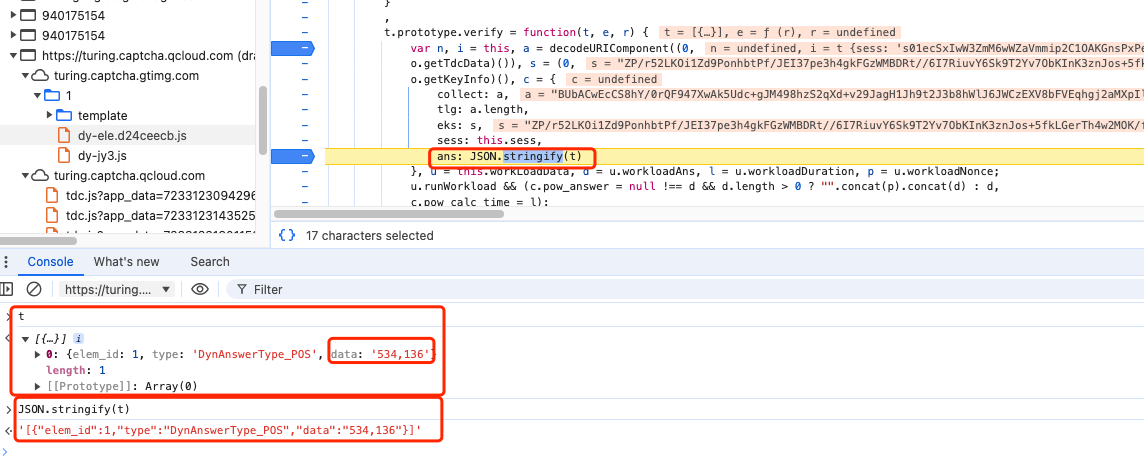 940175154
940175154
https://turing.captcha.qcloud.com (dra
turing.captcha.gtimg.com
1
template
dy-ele.d24ceecb.js
dy-jy3.js
turing.captcha.qcloud.com
tdc.js?app_data=7233123094296
tdc.js?app_data=7233123143525
}
,
t.prototype.verify = function(t, e, r) { t = [{…}], e = ƒ (r), r = undefined
var n, i = this, a = decodeURIComponent((0, n = undefined, i = t {sess: 's01ecSxIwW3ZmM6wWZaVmmip2C1OAKGnsPxPe
o.getTdcData)()), s = (0, s = "ZP/r52LKOi1Zd9PonhbtPf/JEI37pe3h4gkFGzWMBDRt//6I7RiuvY6Sk9T2Yv7ObKInK3znJos+5fk
o.getKeyInfo)(), c = { c = undefined
collect: a, a = "BUbACwEcCS8hY/0rQF947XwAk5Udc+gJM498hzS2qXd+v29JagH1Jh9t2J3b8hWlJ6JWCzEXV8bFVEqhgj2aMXpIl
tlg: a.length,
eks: s, s = "ZP/r52LKOi1Zd9PonhbtPf/JEI37pe3h4gkFGzWMBDRt//6I7RiuvY6Sk9T2Yv7ObKInK3znJos+5fkLGerTh4w2MOK/f
sess: this.sess,
ans: JSON.stringify(t)
}, u = this.workLoadData, d = u.workloadAns, l = u.workloadDuration, p = u.workloadNonce;
u.runWorkload && (c.pow_answer = null !== d && d.length > 0 ? "".concat(p).concat(d) : d,
c.pow_calc_time = l);
{} 17 characters selected
Console What's new Search
https://turing.... Filter
t
[{…}] i
0: {elem_id: 1, type: 'DynAnswerType_POS', data: '534,136'}
length: 1
[[Prototype]]: Array(0)
JSON.stringify(t)
'[{"elem_id":1,"type":"DynAnswerType_POS","data":"534,136"}]'